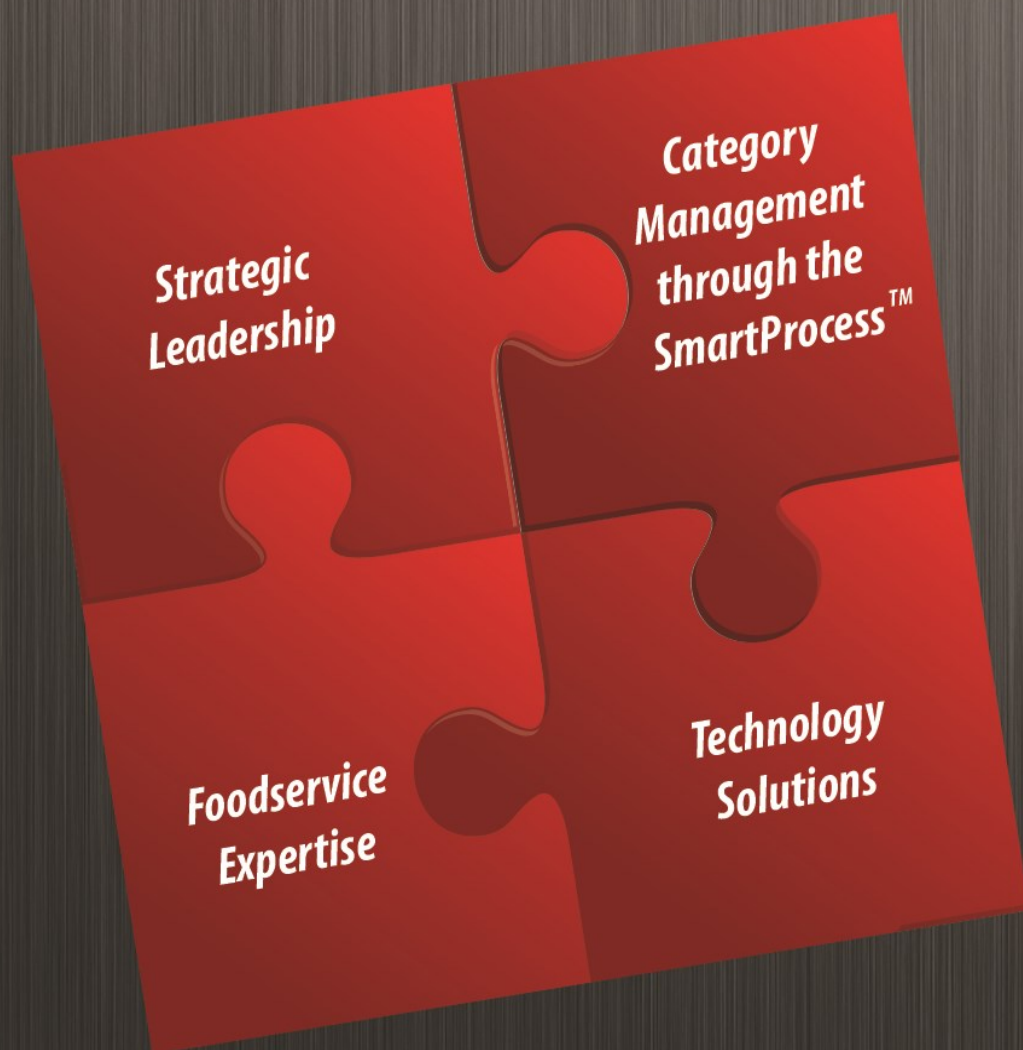 Strategic
Leadership
Category
Management
through the
SmartProcess™
Foodservice
Expertise
Technology
Solutions